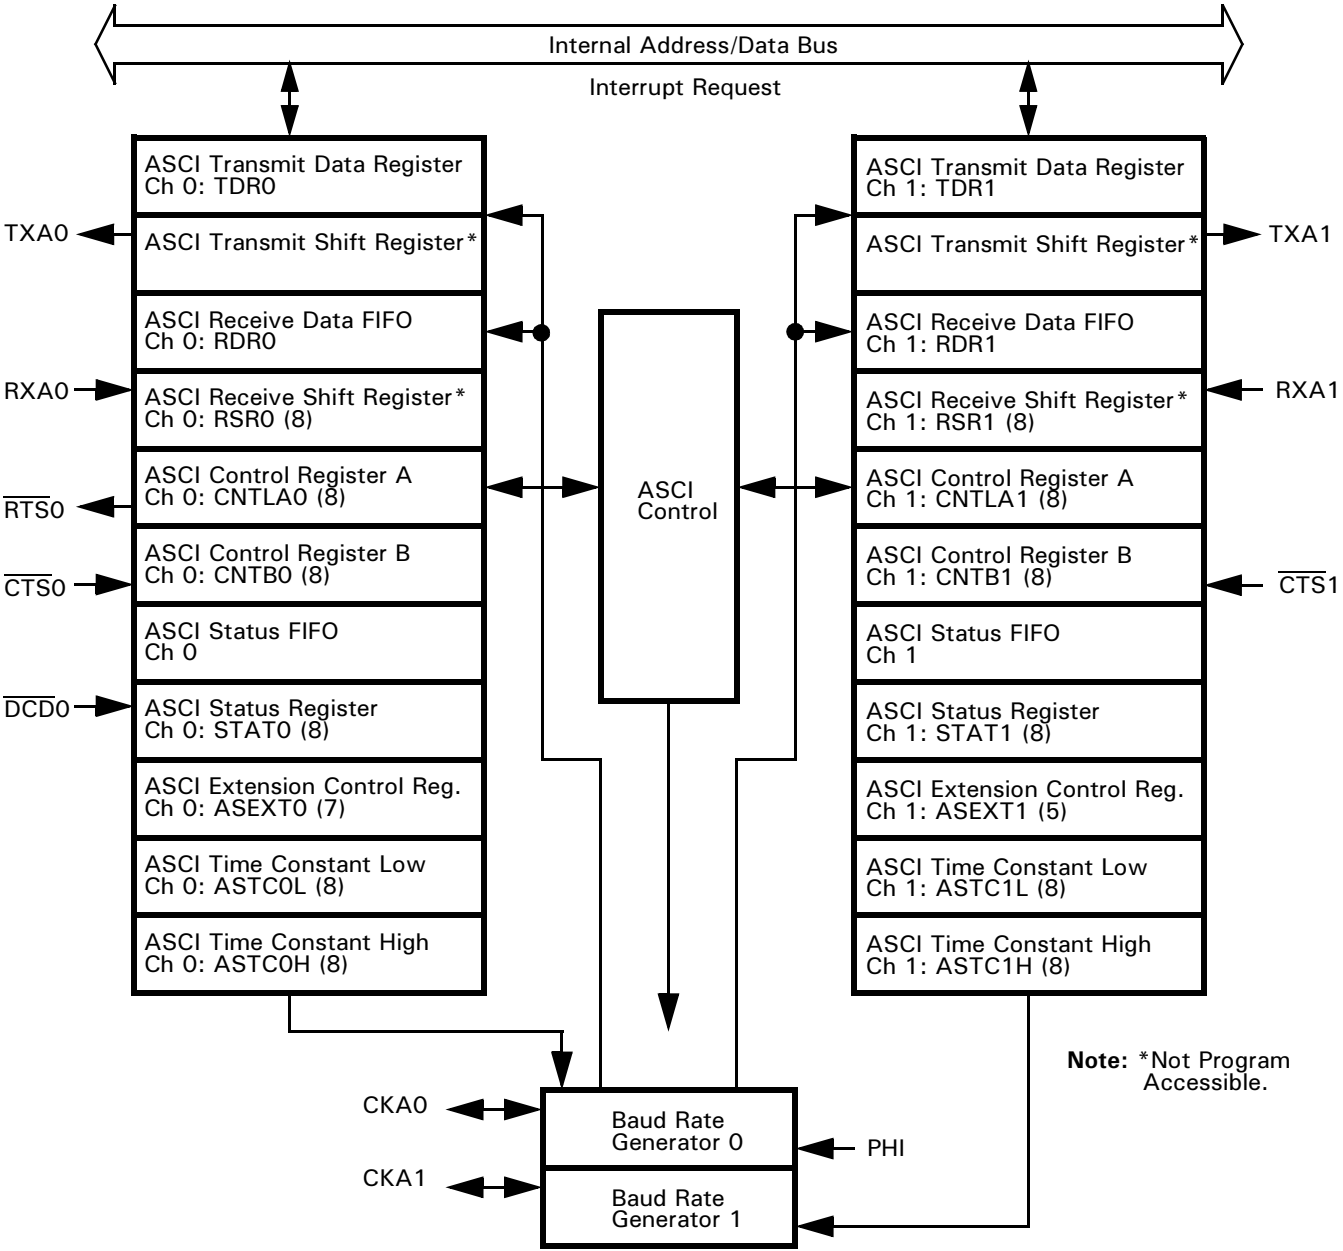 Internal Address/Data Bus
Interrupt Request
ASCI Transmit Data Register
Ch 0: TDR0
ASCI Transmit Shift Register*
ASCI Receive Data FIFO
Ch 0: RDR0
ASCI Receive Shift Register*
Ch 0: RSR0 (8)
ASCI Control Register A
Ch 0: CNTLA0 (8)
ASCI Control Register B
Ch 0: CNTB0 (8)
ASCI Status FIFO
Ch 0
ASCI Status Register
Ch 0: STAT0 (8)
ASCI Extension Control Reg.
Ch 0: ASEXT0 (7)
ASCI Time Constant Low
Ch 0: ASTC0L (8)
ASCI Time Constant High
Ch 0: ASTC0H (8)
TXA0
RXA0
R̅T̅S̅0
C̅T̅S̅0
D̅C̅D̅0
ASCI
Control
ASCI Transmit Data Register
Ch 1: TDR1
ASCI Transmit Shift Register*
ASCI Receive Data FIFO
Ch 1: RDR1
ASCI Receive Shift Register*
Ch 1: RSR1 (8)
ASCI Control Register A
Ch 1: CNTLA1 (8)
ASCI Control Register B
Ch 1: CNTB1 (8)
ASCI Status FIFO
Ch 1
ASCI Status Register
Ch 1: STAT1 (8)
ASCI Extension Control Reg.
Ch 1: ASEXT1 (5)
ASCI Time Constant Low
Ch 1: ASTC1L (8)
ASCI Time Constant High
Ch 1: ASTC1H (8)
TXA1
RXA1
C̅T̅S̅1
Note: *Not Program
Accessible.
CKA0
CKA1
Baud Rate
Generator 0
Baud Rate
Generator 1
PHI